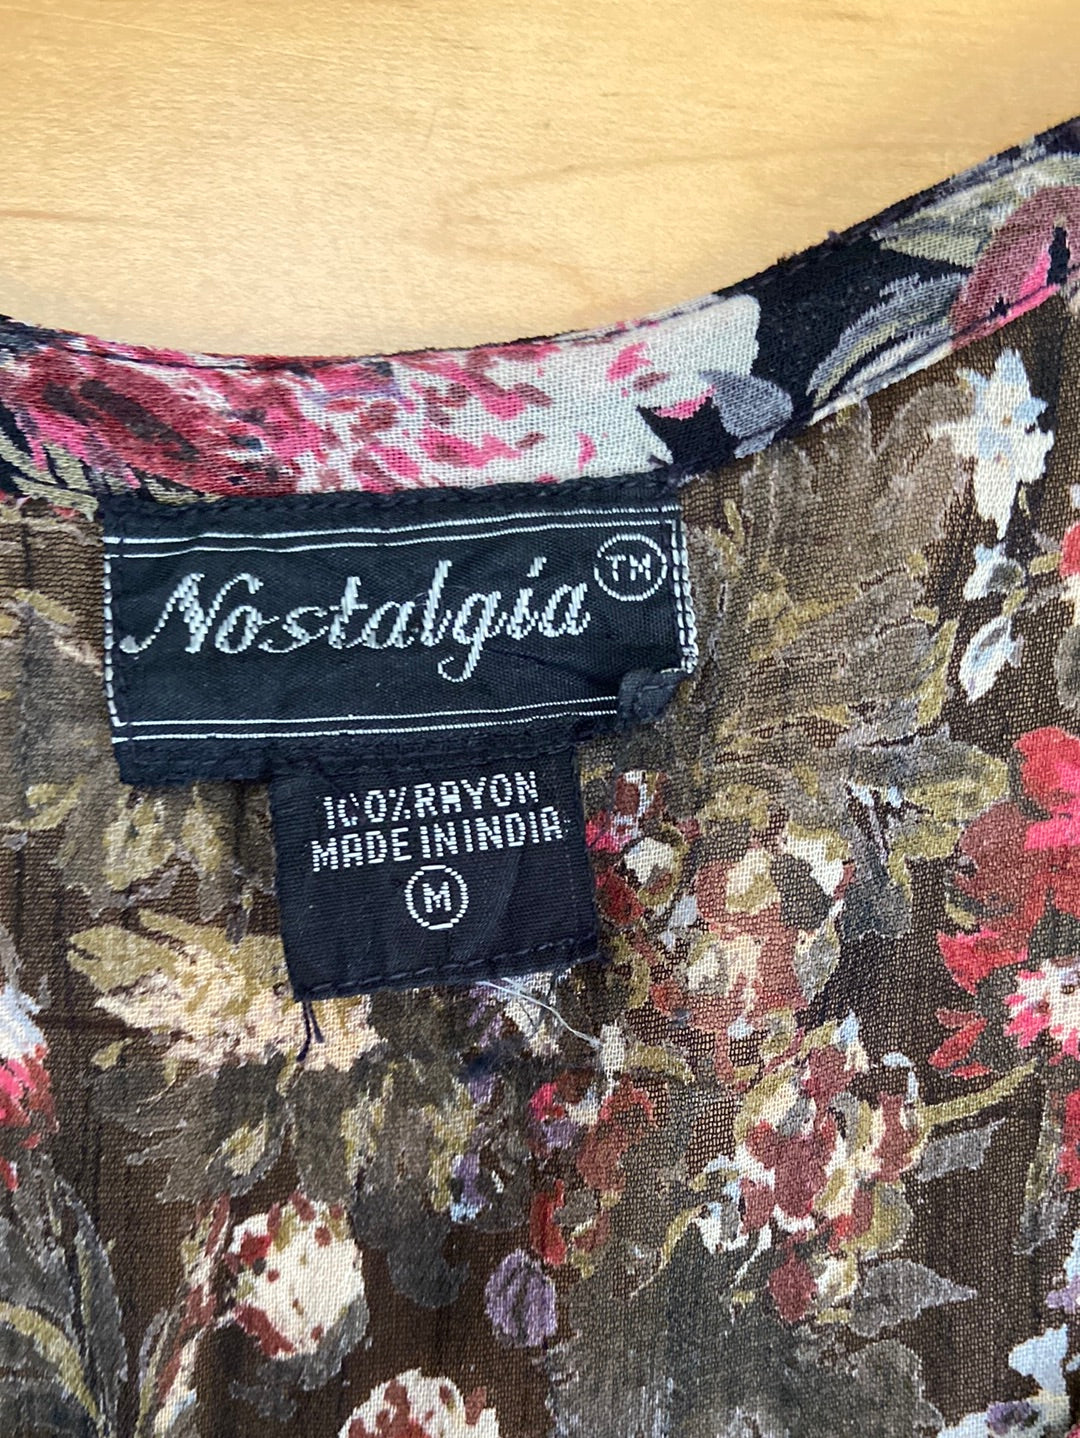 Nostalgia TM
100% RAYON
MADE IN INDIA
M